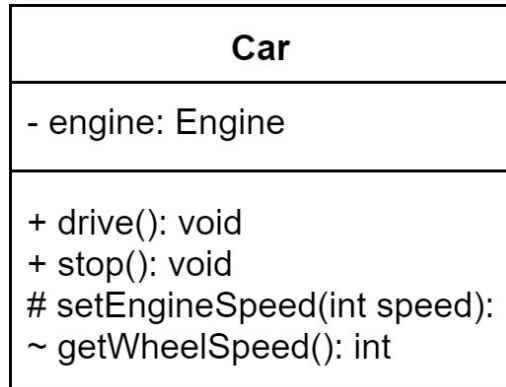 Car
- engine: Engine
+ drive(): void
+ stop(): void
# setEngineSpeed(int speed):
~ getWheelSpeed(): int